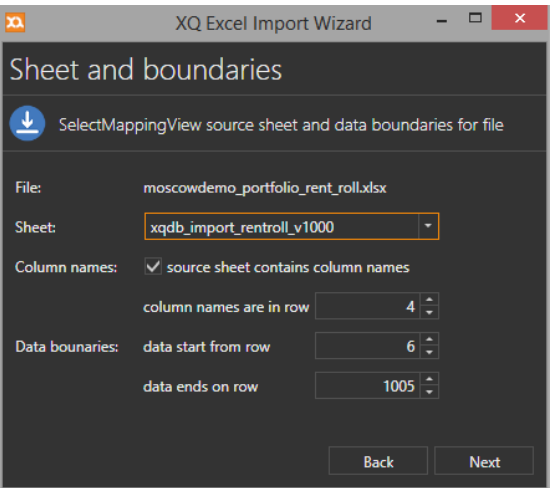 XQ XQ Excel Import Wizard
Sheet and boundaries
SelectMappingView source sheet and data boundaries for file
File: moscowdemo_portfolio_rent_roll.xlsx
Sheet: xqdb_import_rentroll_v1000
Column names: source sheet contains column names
column names are in row 4
Data bounaries: data start from row 6
data ends on row 1005
Back Next